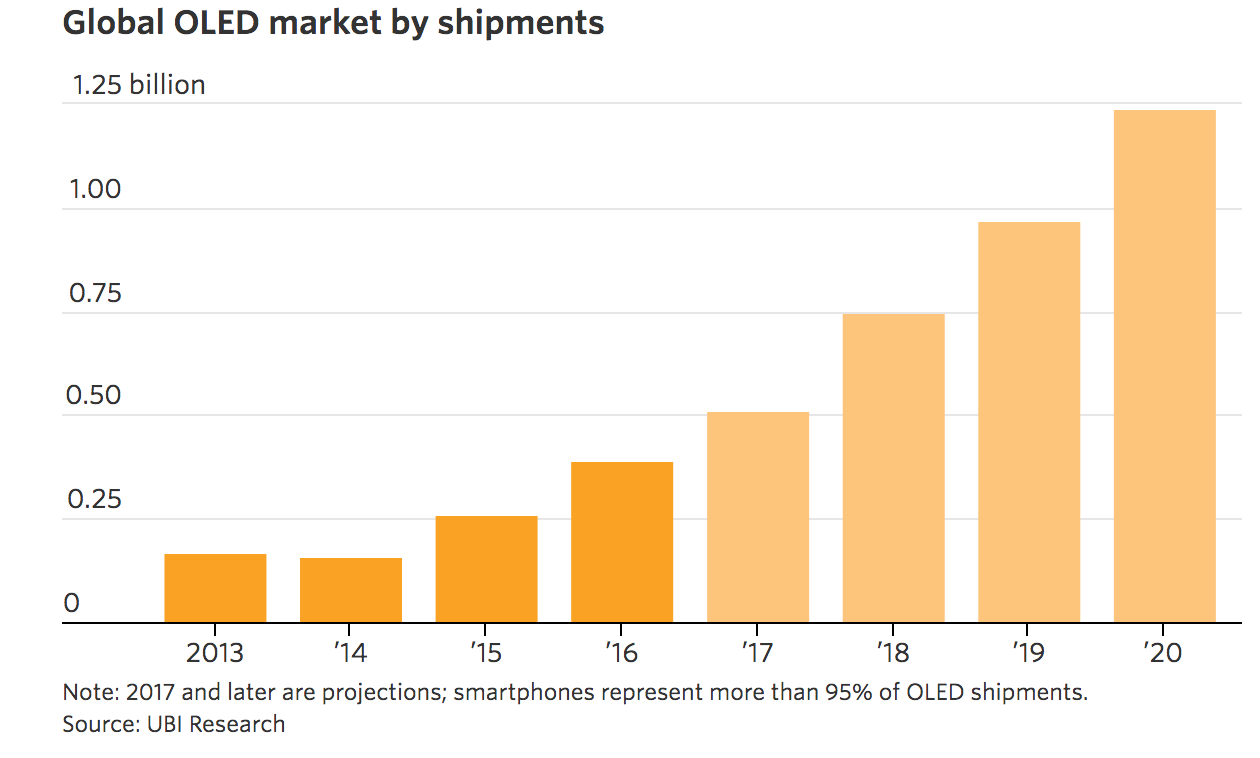 Global OLED market by shipments
1.25 billion
1.00
0.75
0.50
0.25
0
2013 ’14 ’15 ’16 ’17 ’18 ’19 ’20
Note: 2017 and later are projections; smartphones represent more than 95% of OLED shipments.
Source: UBI Research